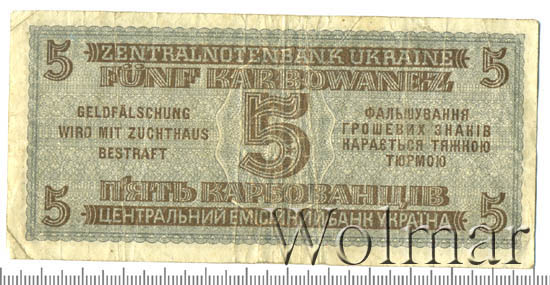 5 ZENTRALNOTENBANK UKRAINE 5
FÜNF KARBOWANEZ
GELDFÄLSCHUNG
WIRD MIT ZUCHTHAUS
BESTRAFT
5
ФАЛЬШУВАННЯ
ГРОШЕВИХ ЗНАКІВ
КАРАЄТЬСЯ ТЯЖКОЮ
ТЮРМОЮ
П'ЯТЬ КАРБОВАНЦІВ
5 ЦЕНТРАЛЬНИЙ ЕМІСІЙНИЙ БАНК УКРАЇНА 5
Wolmar